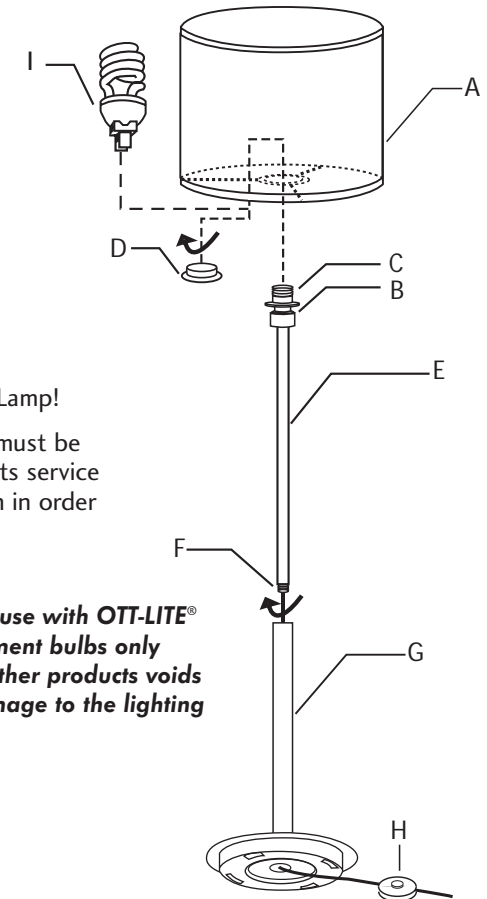 I
A
D
C
B
Lamp!
E
must be
ts service
n in order
F
use with OTT-LITE®
ment bulbs only
ther products voids
nage to the lighting
G
H